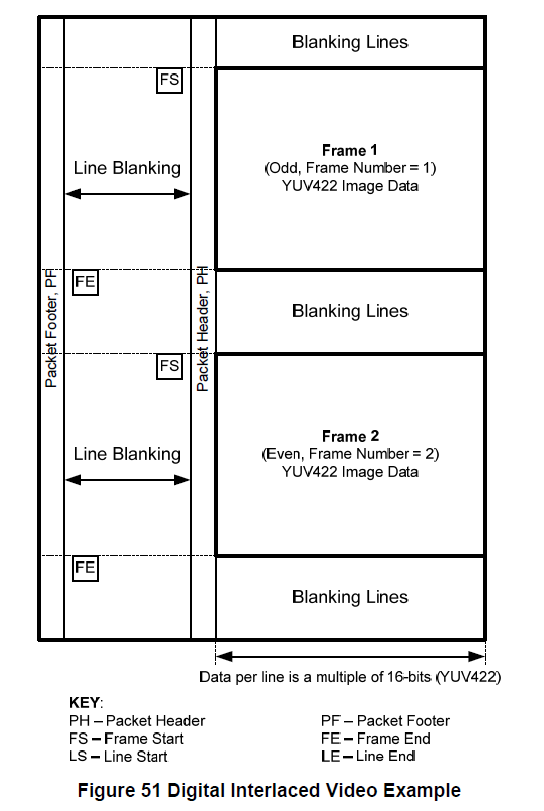 Blanking Lines
FS
Frame 1
(Odd, Frame Number = 1)
YUV422 Image Data
Line Blanking
Packet Footer, PF
Packet Header, PH
FE
Blanking Lines
FS
Frame 2
(Even, Frame Number = 2)
YUV422 Image Data
Line Blanking
FE
Blanking Lines
Data per line is a multiple of 16-bits (YUV422)
KEY:
PH – Packet Header
PF – Packet Footer
FS – Frame Start
FE – Frame End
LS – Line Start
LE – Line End
Figure 51 Digital Interlaced Video Example